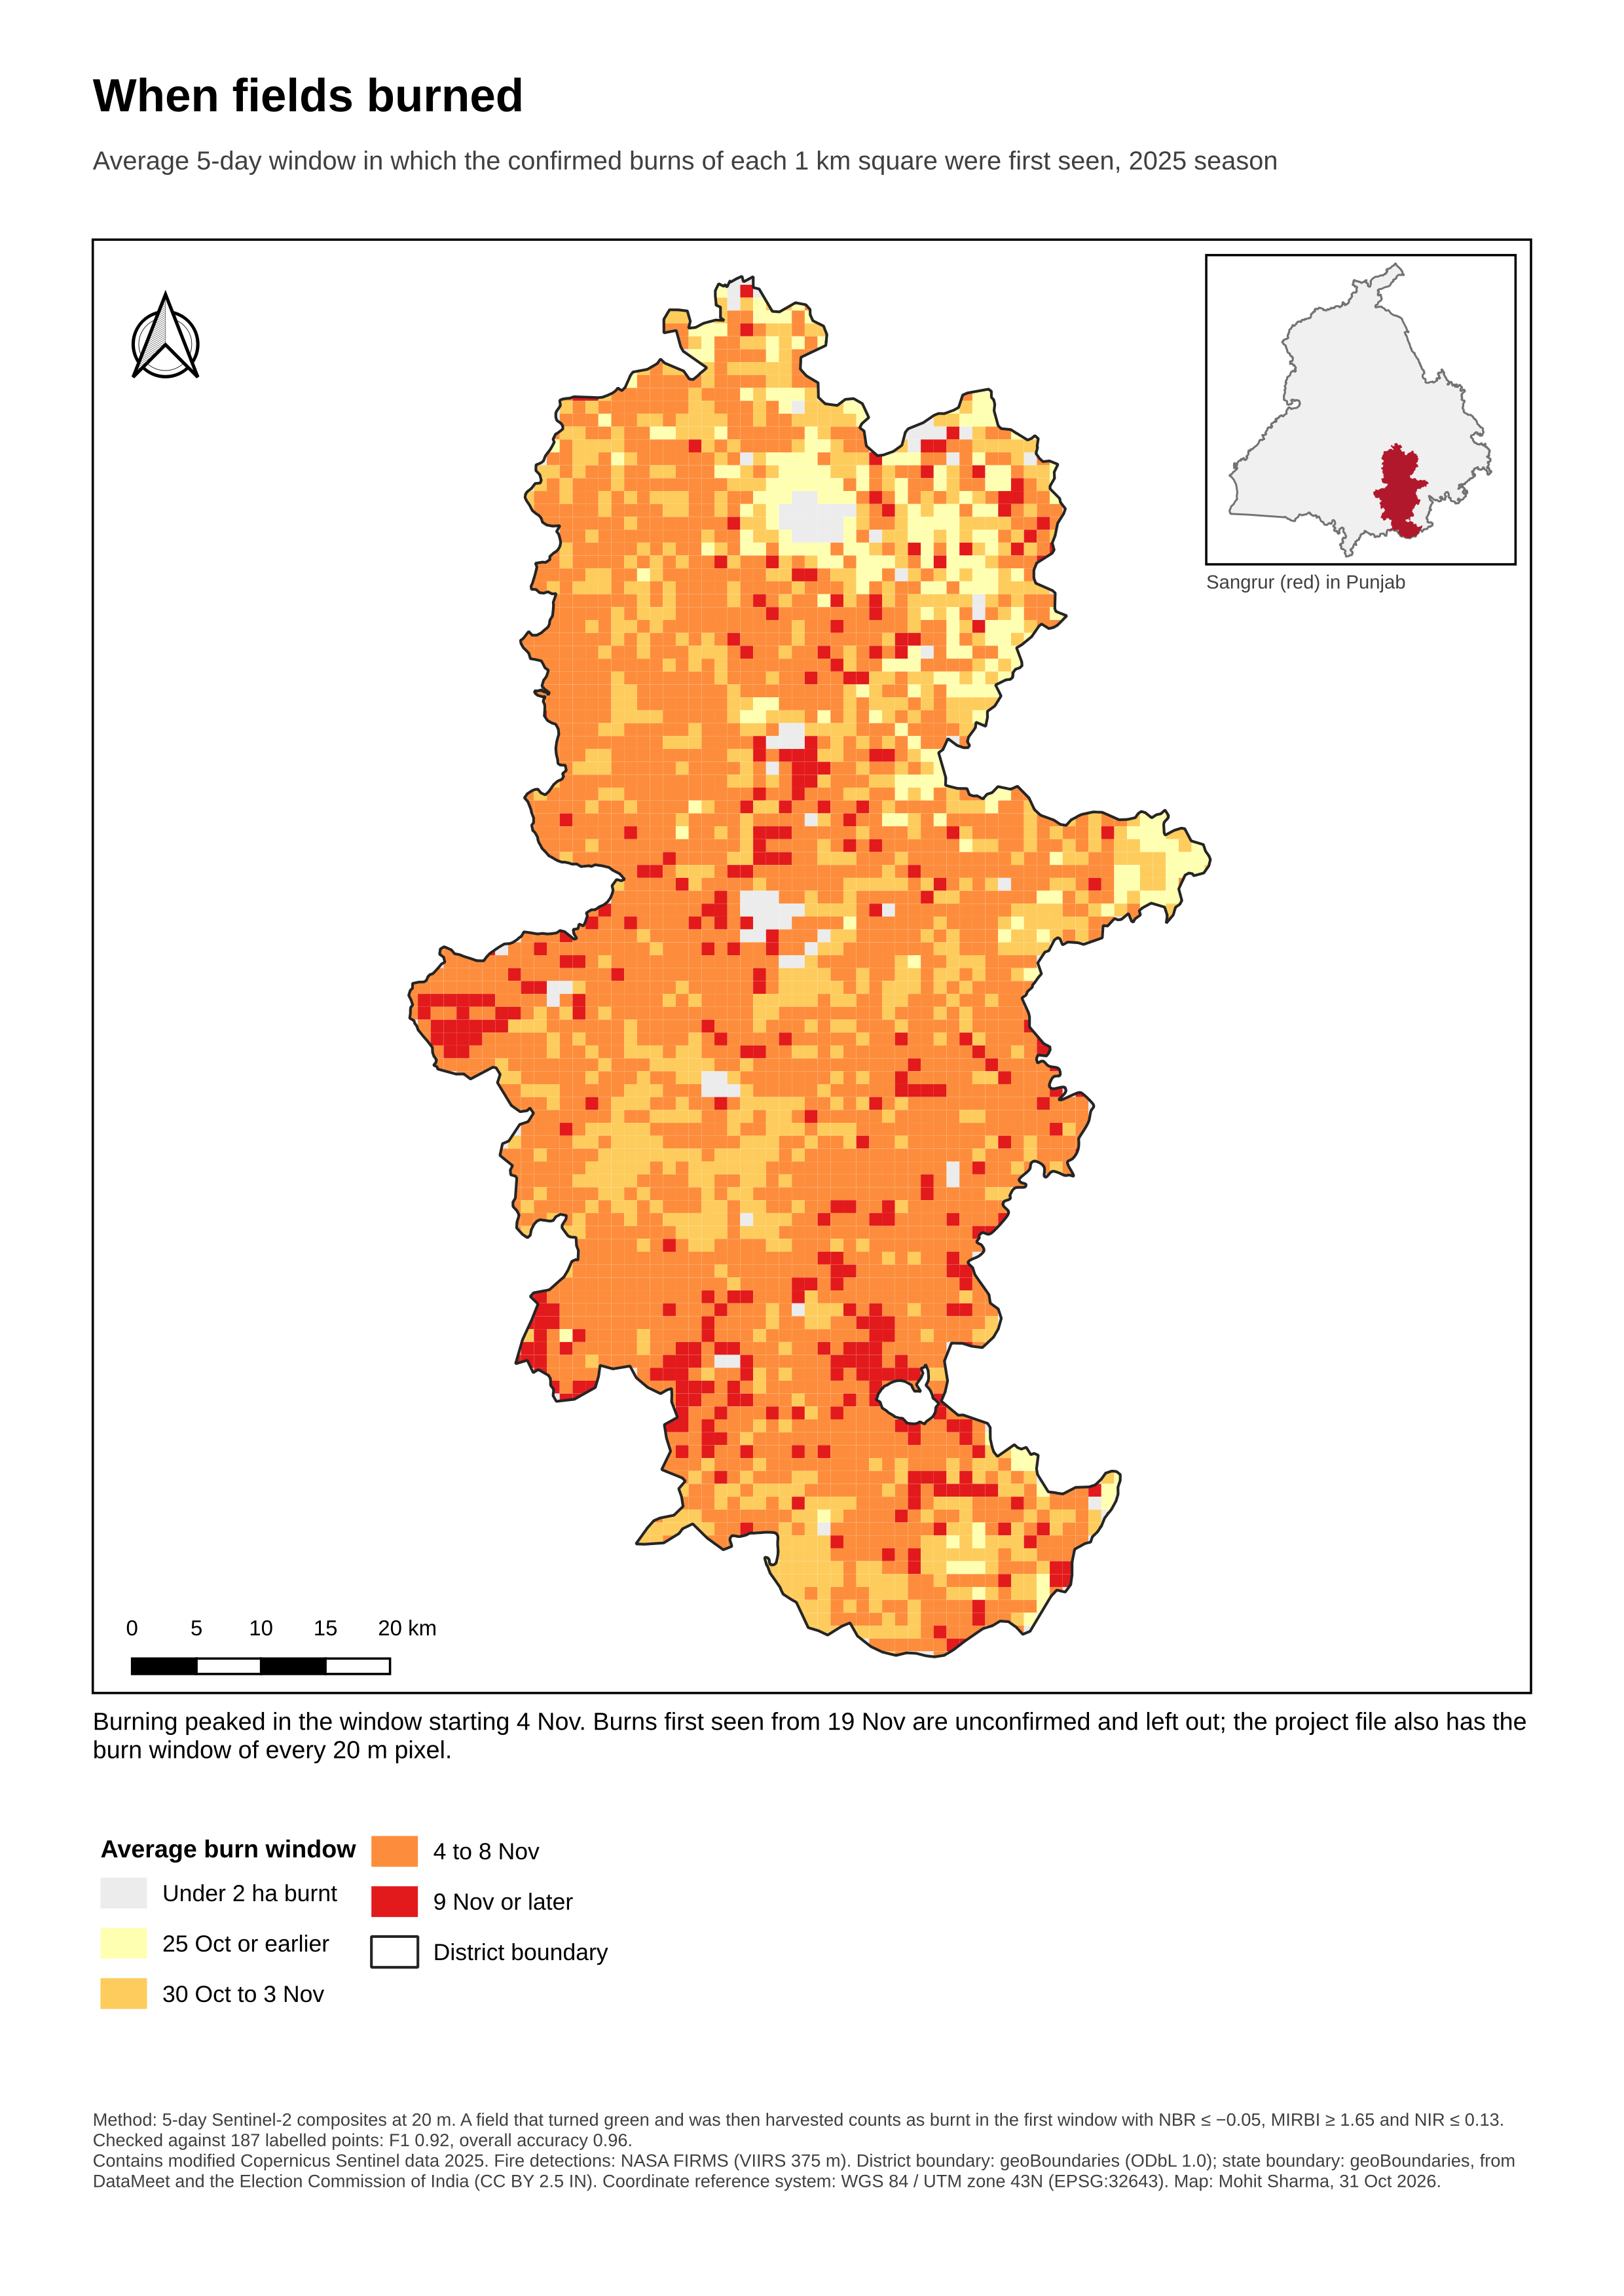 When fields burned
Average 5-day window in which the confirmed burns of each 1 km square were first seen, 2025 season
Sangrur (red) in Punjab
0 5 10 15 20 km
Burning peaked in the window starting 4 Nov. Burns first seen from 19 Nov are unconfirmed and left out; the project file also has the
burn window of every 20 m pixel.
Average burn window
Under 2 ha burnt
25 Oct or earlier
30 Oct to 3 Nov
4 to 8 Nov
9 Nov or later
District boundary
Method: 5-day Sentinel-2 composites at 20 m. A field that turned green and was then harvested counts as burnt in the first window with NBR ≤ −0.05, MIRBI ≥ 1.65 and NIR ≤ 0.13.
Checked against 187 labelled points: F1 0.92, overall accuracy 0.96.
Contains modified Copernicus Sentinel data 2025. Fire detections: NASA FIRMS (VIIRS 375 m). District boundary: geoBoundaries (ODbL 1.0); state boundary: geoBoundaries, from
DataMeet and the Election Commission of India (CC BY 2.5 IN). Coordinate reference system: WGS 84 / UTM zone 43N (EPSG:32643). Map: Mohit Sharma, 31 Oct 2026.